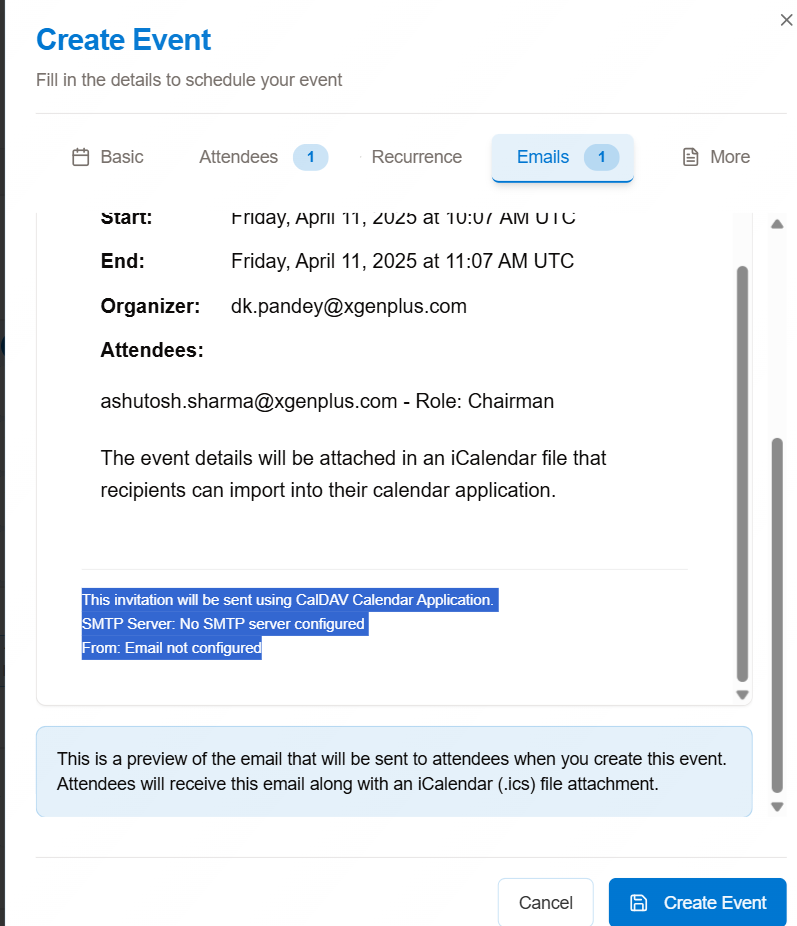 Create Event
Fill in the details to schedule your event
Basic
Attendees 1
Recurrence
Emails 1
More
Start: Friday, April 11, 2025 at 10:07 AM UTC
End: Friday, April 11, 2025 at 11:07 AM UTC
Organizer: dk.pandey@xgenplus.com
Attendees:
ashutosh.sharma@xgenplus.com - Role: Chairman
The event details will be attached in an iCalendar file that
recipients can import into their calendar application.
This invitation will be sent using CalDAV Calendar Application.
SMTP Server: No SMTP server configured
From: Email not configured
This is a preview of the email that will be sent to attendees when you create this event.
Attendees will receive this email along with an iCalendar (.ics) file attachment.
Cancel
Create Event